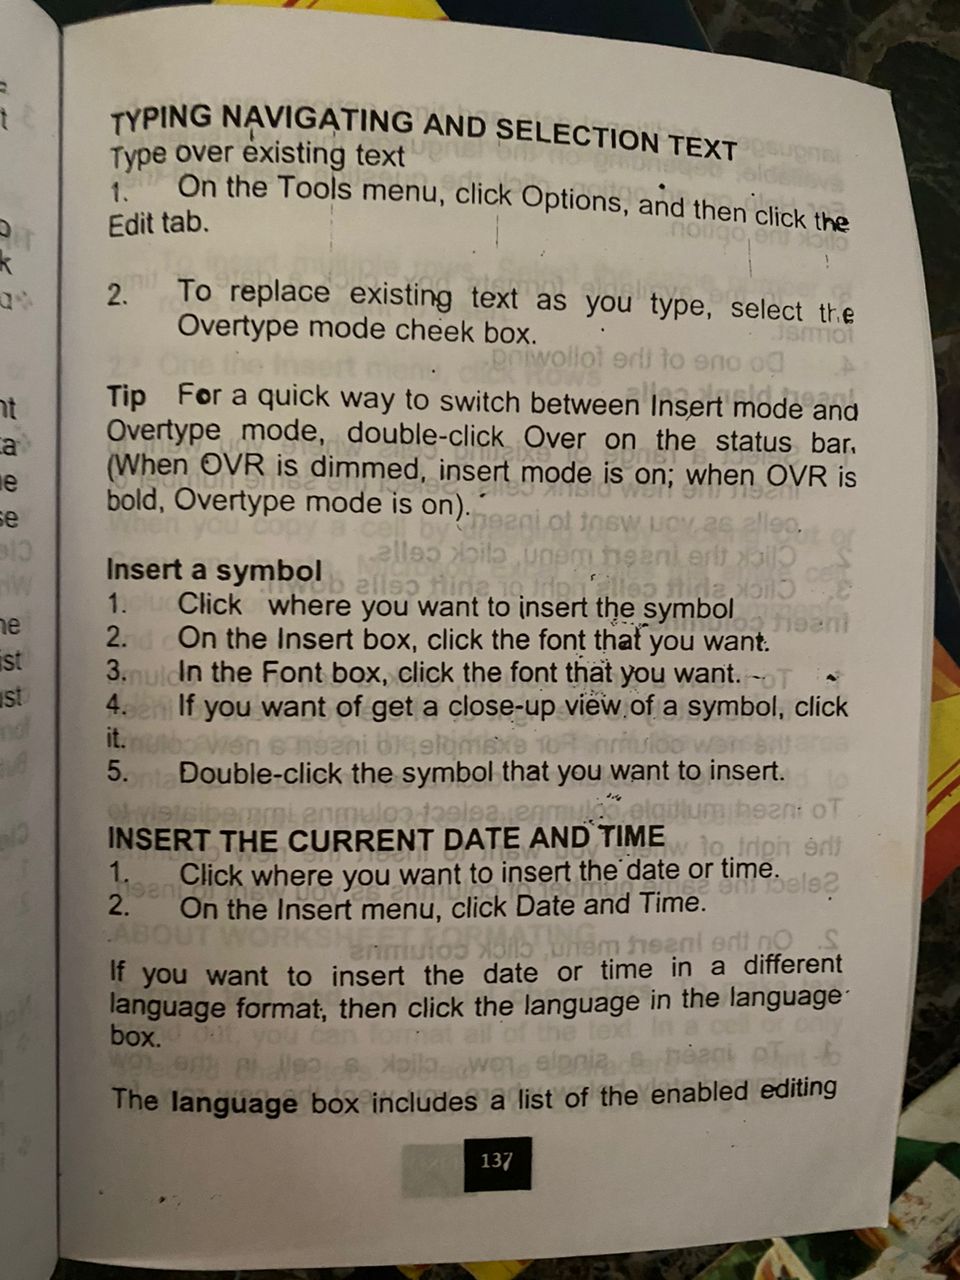 TYPING NAVIGATING AND SELECTION TEXT
Type over existing text
1. On the Tools menu, click Options, and then click the
Edit tab.
2. To replace existing text as you type, select the
Overtype mode cheek box.
Tip For a quick way to switch between Insert mode and
Overtype mode, double-click Over on the status bar.
(When OVR is dimmed, insert mode is on; when OVR is
bold, Overtype mode is on).
Insert a symbol
1. Click where you want to insert the symbol
2. On the Insert box, click the font that you want.
3. In the Font box, click the font that you want.
4. If you want of get a close-up view of a symbol, click
it.
5. Double-click the symbol that you want to insert.
INSERT THE CURRENT DATE AND TIME
1. Click where you want to insert the date or time.
2. On the Insert menu, click Date and Time.
If you want to insert the date or time in a different
language format, then click the language in the language
box.
The language box includes a list of the enabled editing
137